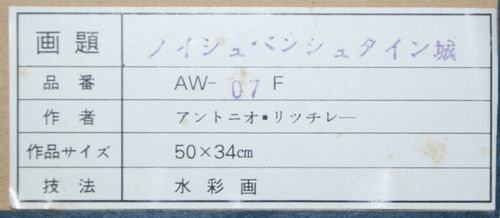 画題 ノイシュバンシュタイン城
品番 AW-07 F
作者 アントニオ▪リッチレー
作品サイズ 50×34㎝
技法 水彩画